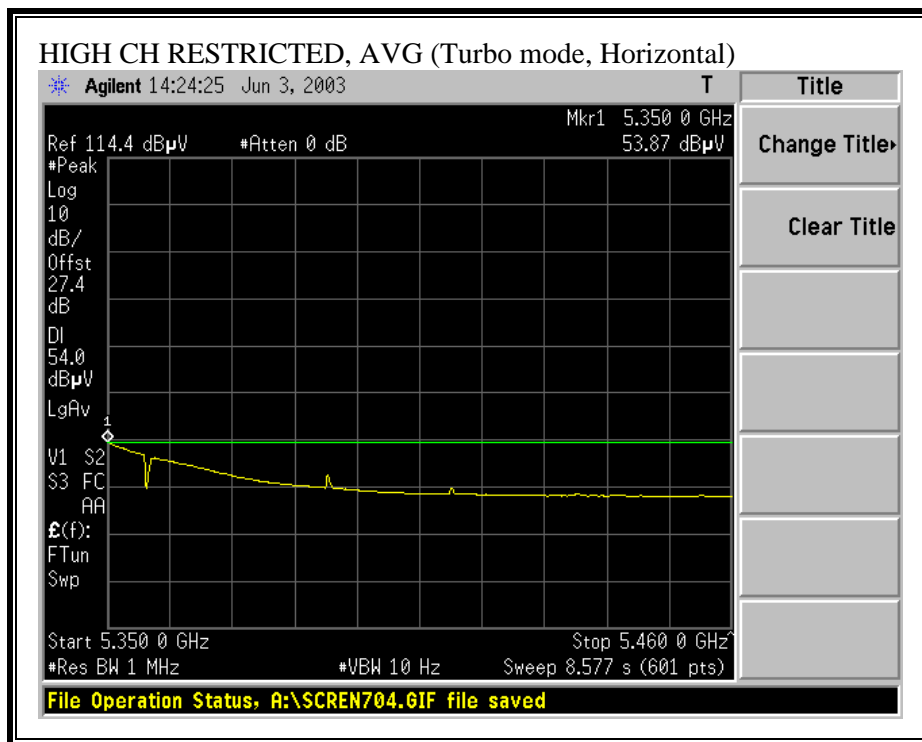 HIGH CH RESTRICTED, AVG (Turbo mode, Horizontal)
Agilent 14:24:25 Jun 3, 2003 T
Title
Mkr1 5.350 0 GHz
Ref 114.4 dBµV #Atten 0 dB 53.87 dBµV
Change Title
#Peak
Log
10
dB/
Offst
27.4
dB
Clear Title
DI
54.0
dBµV
LgAv
1
V1 S2
S3 FC
AA
£(f):
FTun
Swp
Start 5.350 0 GHz Stop 5.460 0 GHz^
#Res BW 1 MHz #VBW 10 Hz Sweep 8.577 s (601 pts)
File Operation Status, A:\SCREN704.GIF file saved